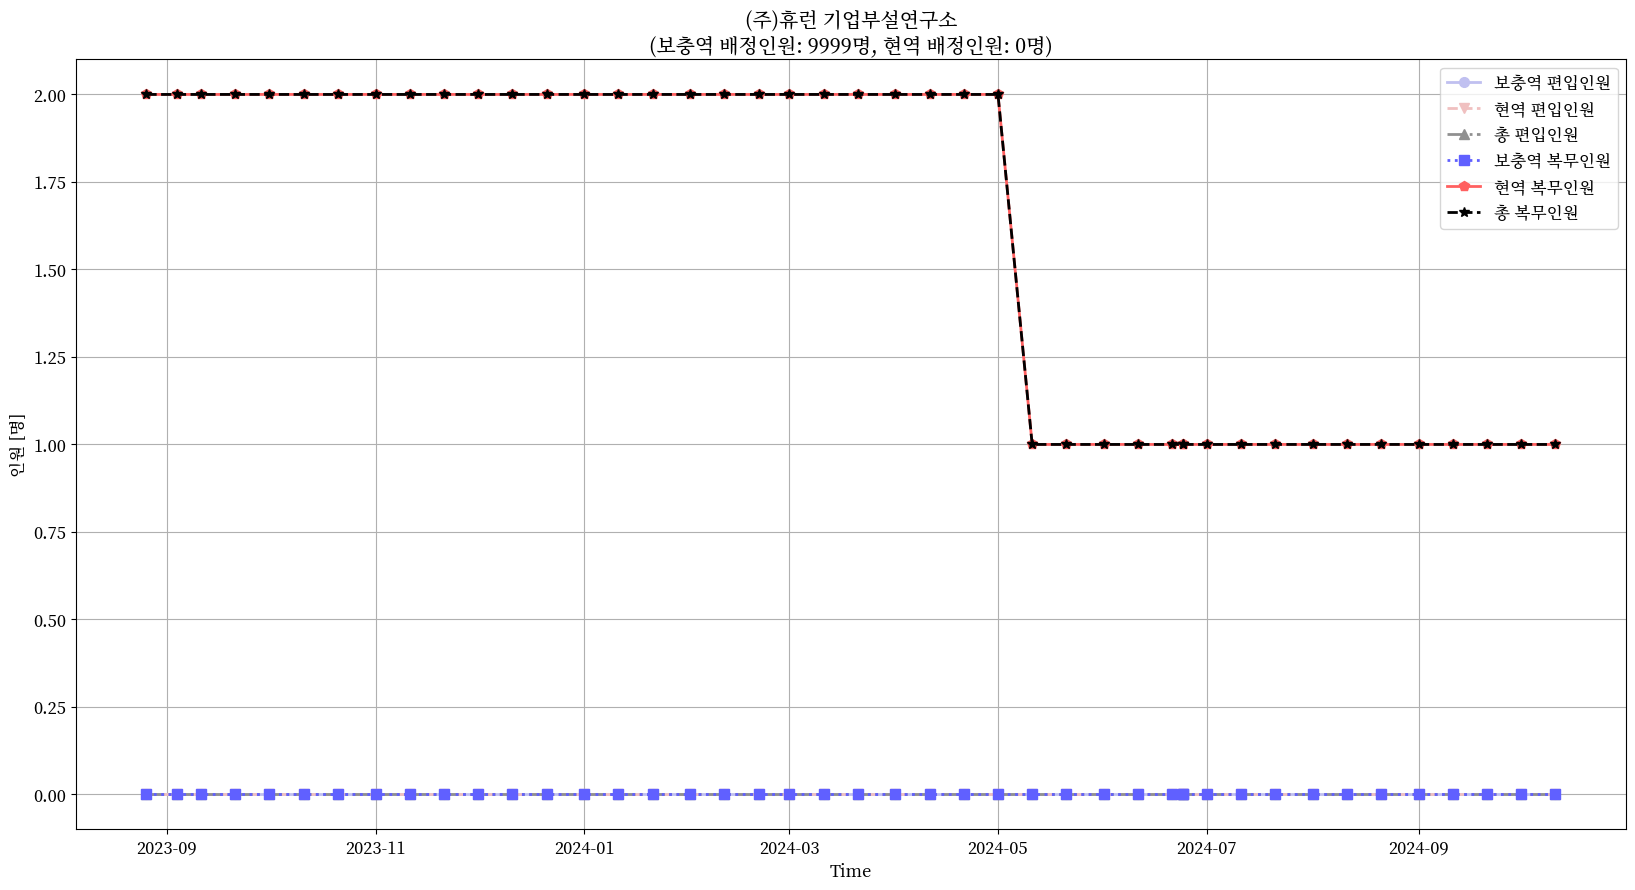 (주)휴런 기업부설연구소
(보충역 배정인원: 9999명, 현역 배정인원: 0명)
보충역 편입인원
현역 편입인원
총 편입인원
보충역 복무인원
현역 복무인원
총 복무인원
인원 [명]
2.00
1.75
1.50
1.25
1.00
0.75
0.50
0.25
0.00
2023-09
2023-11
2024-01
2024-03
2024-05
2024-07
2024-09
Time